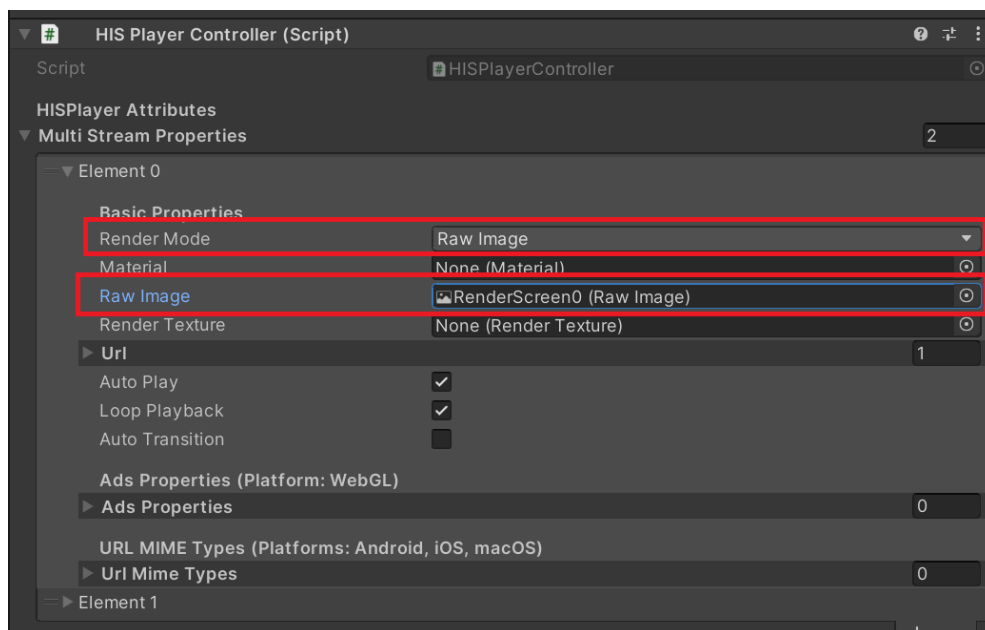 # HIS Player Controller (Script)
Script # HISPlayerController
HISPlayer Attributes
Multi Stream Properties 2
Element 0
Basic Properties
Render Mode Raw Image
Material None (Material)
Raw Image RenderScreen0 (Raw Image)
Render Texture None (Render Texture)
Url 1
Auto Play
Loop Playback
Auto Transition
Ads Properties (Platform: WebGL)
Ads Properties 0
URL MIME Types (Platforms: Android, iOS, macOS)
Url Mime Types 0
Element 1